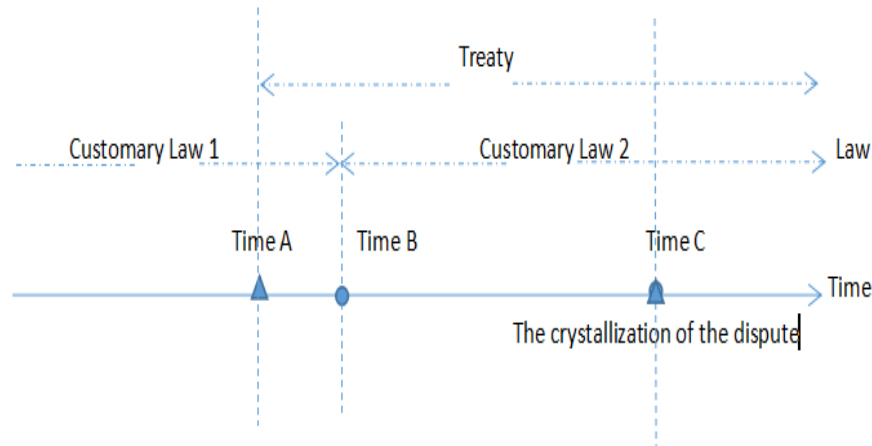 Treaty
Customary Law 1
Customary Law 2
Law
Time A
Time B
Time C
Time
The crystallization of the dispute